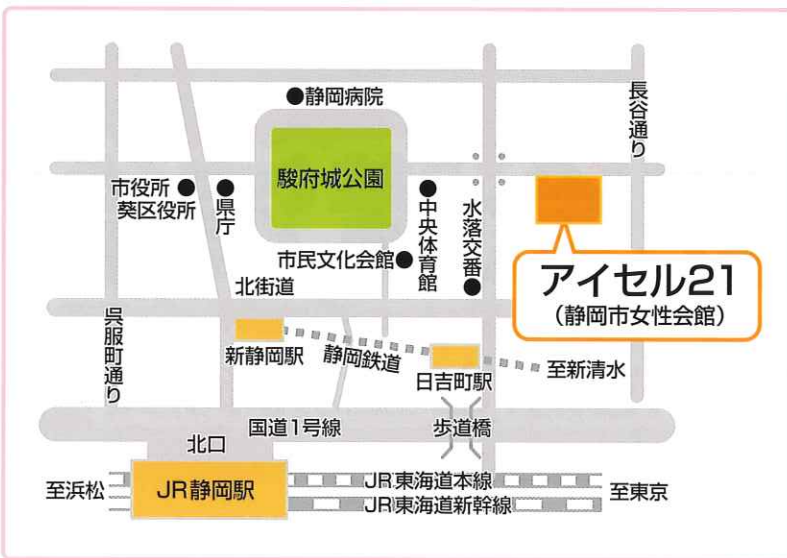 静岡病院
長谷通り
駿府城公園
市役所
葵区役所
県庁
中央体育館
水落交番
市民文化会館
アイセル21
（静岡市女性会館）
北街道
呉服町通り
新静岡駅
静岡鉄道
日吉町駅
至新清水
国道1号線
歩道橋
北口
至浜松
JR静岡駅
JR東海道本線
JR東海道新幹線
至東京